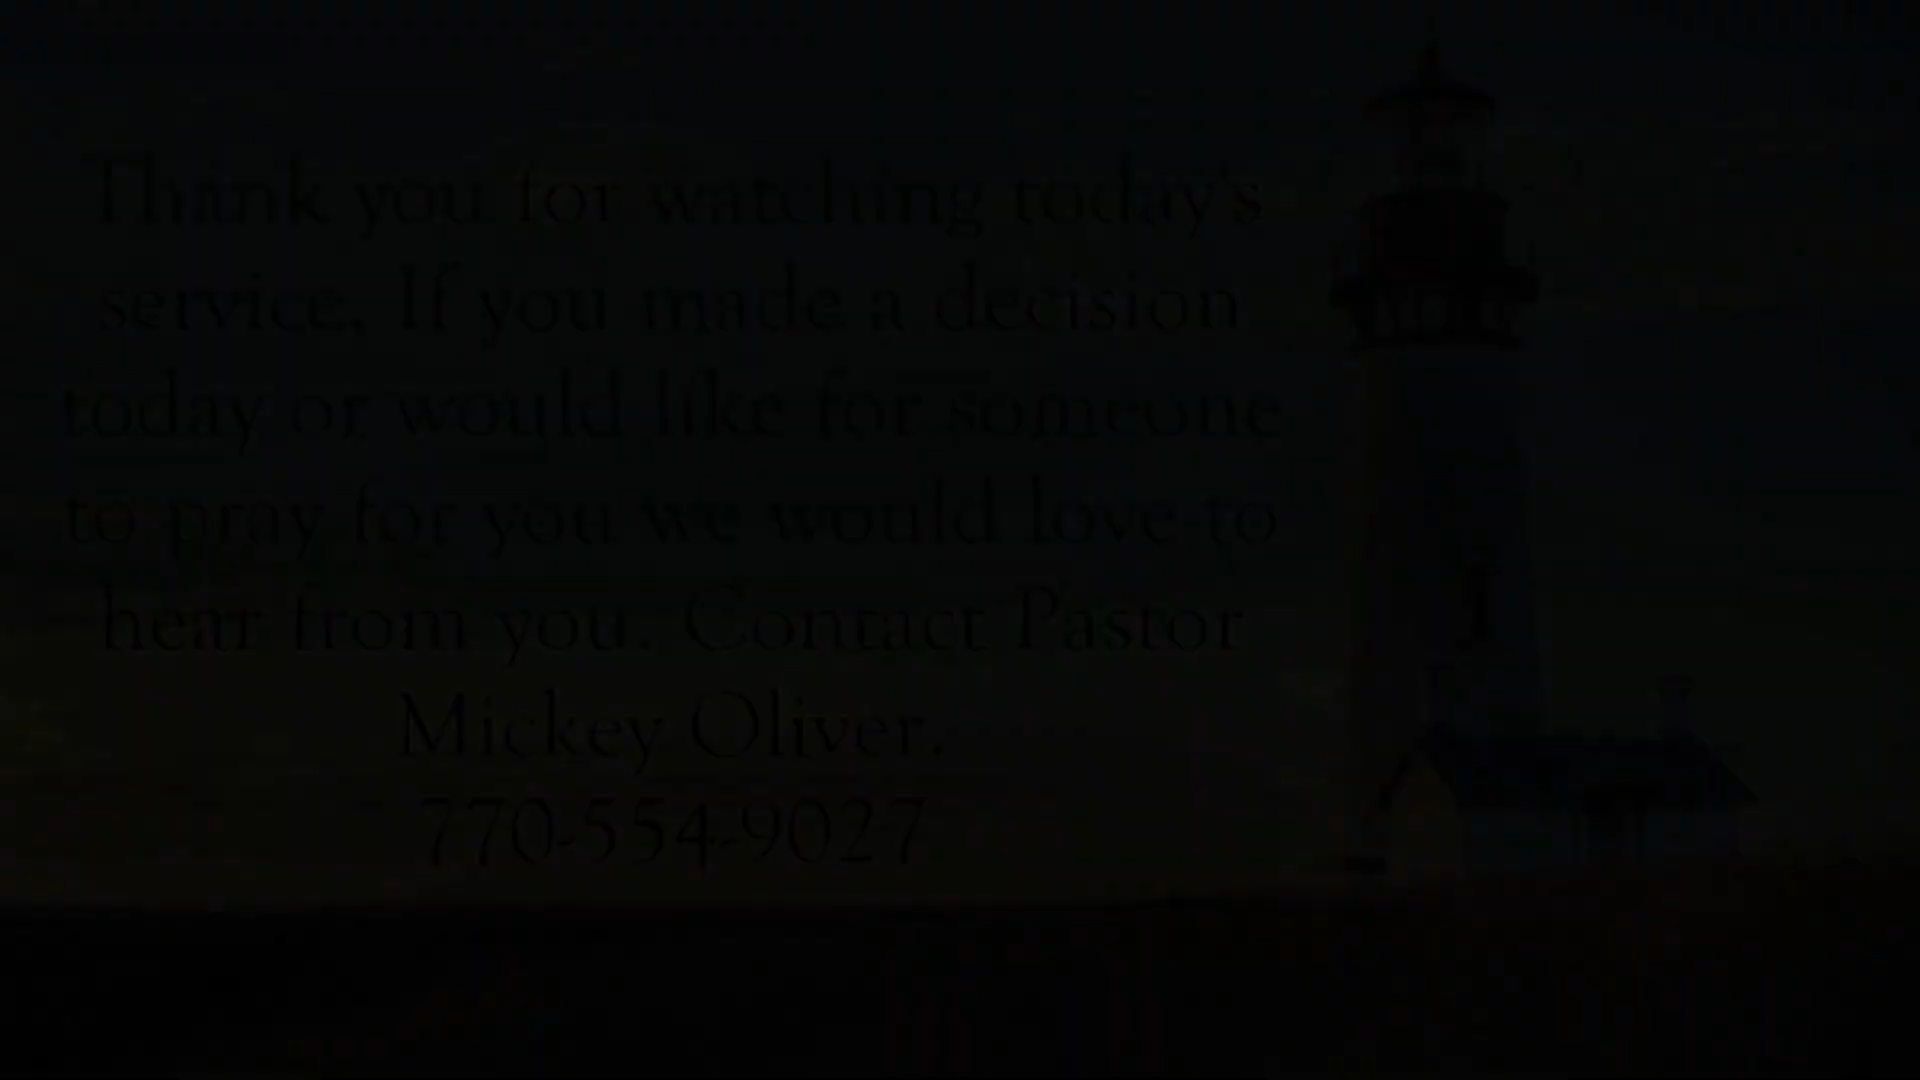 Thank you for watching today's
service, If you made a decision
today or would like for someone
to pray for you we would love to
hear from you. Contact Pastor
Mickey Oliver.
770-554-9027